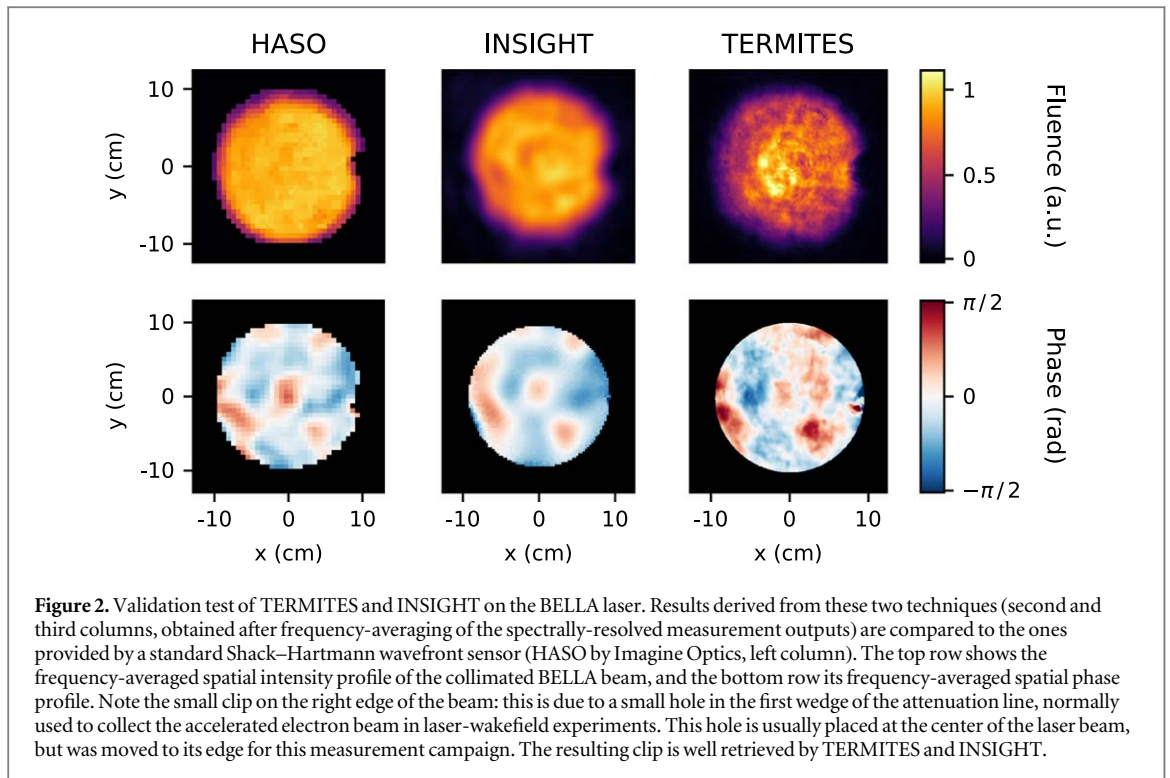 HASO INSIGHT TERMITES
10
0
-10
y (cm)
1
0.5
0
Fluence (a.u.)
10
0
-10
y (cm)
π/2
0
−π/2
Phase (rad)
-10 0 10 -10 0 10 -10 0 10
x (cm) x (cm) x (cm)
Figure 2. Validation test of TERMITES and INSIGHT on the BELLA laser. Results derived from these two techniques (second and
third columns, obtained after frequency-averaging of the spectrally-resolved measurement outputs) are compared to the ones
provided by a standard Shack–Hartmann wavefront sensor (HASO by Imagine Optics, left column). The top row shows the
frequency-averaged spatial intensity profile of the collimated BELLA beam, and the bottom row its frequency-averaged spatial phase
profile. Note the small clip on the right edge of the beam: this is due to a small hole in the first wedge of the attenuation line, normally
used to collect the accelerated electron beam in laser-wakefield experiments. This hole is usually placed at the center of the laser beam,
but was moved to its edge for this measurement campaign. The resulting clip is well retrieved by TERMITES and INSIGHT.